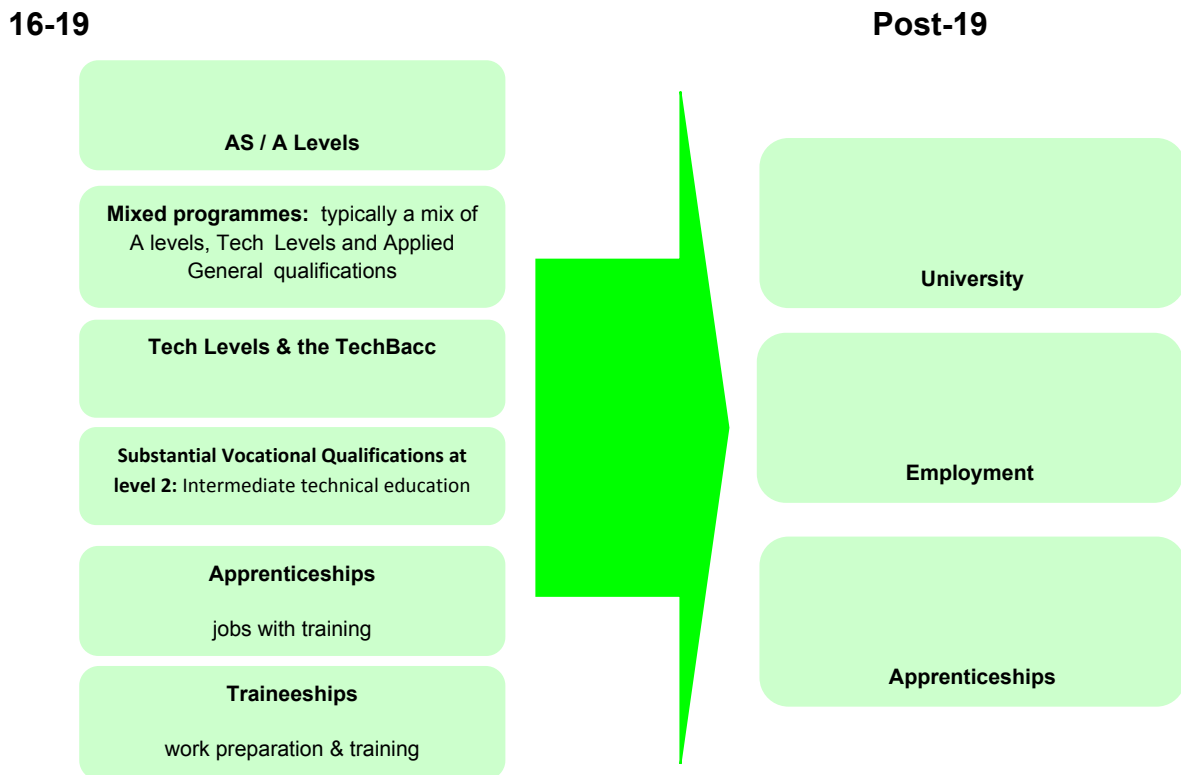 16-19
Post-19
AS / A Levels
Mixed programmes: typically a mix of
A levels, Tech Levels and Applied
General qualifications
Tech Levels & the TechBacc
Substantial Vocational Qualifications at
level 2: Intermediate technical education
Apprenticeships
jobs with training
Traineeships
work preparation & training
University
Employment
Apprenticeships